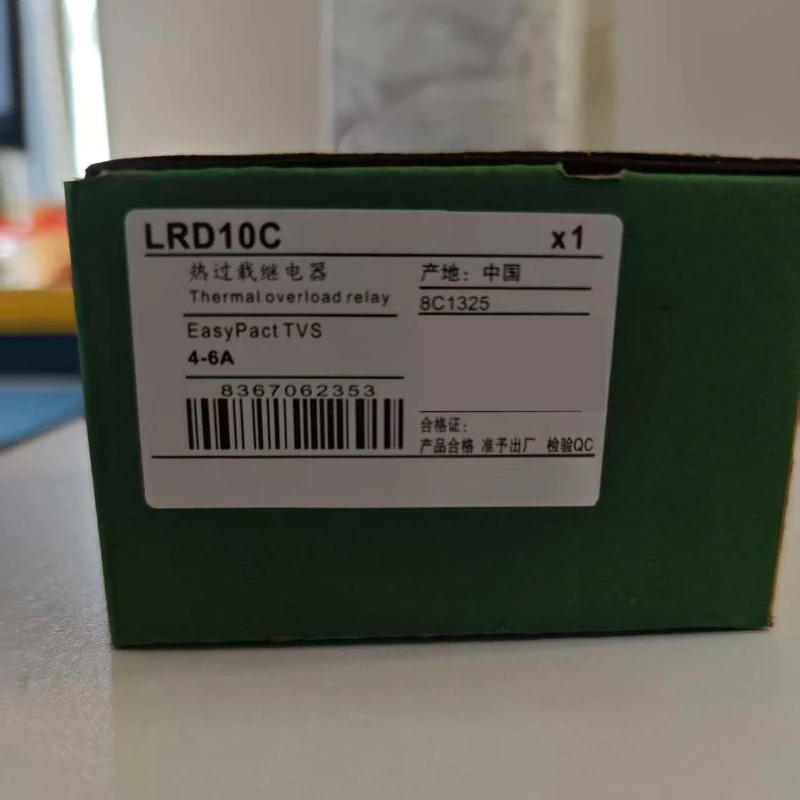 LRD10C x1
热过载继电器
Thermal overload relay
EasyPact TVS
4-6A
8367062353
产地：中国
8C1325
合格证：
产品合格 准予出厂 检验QC